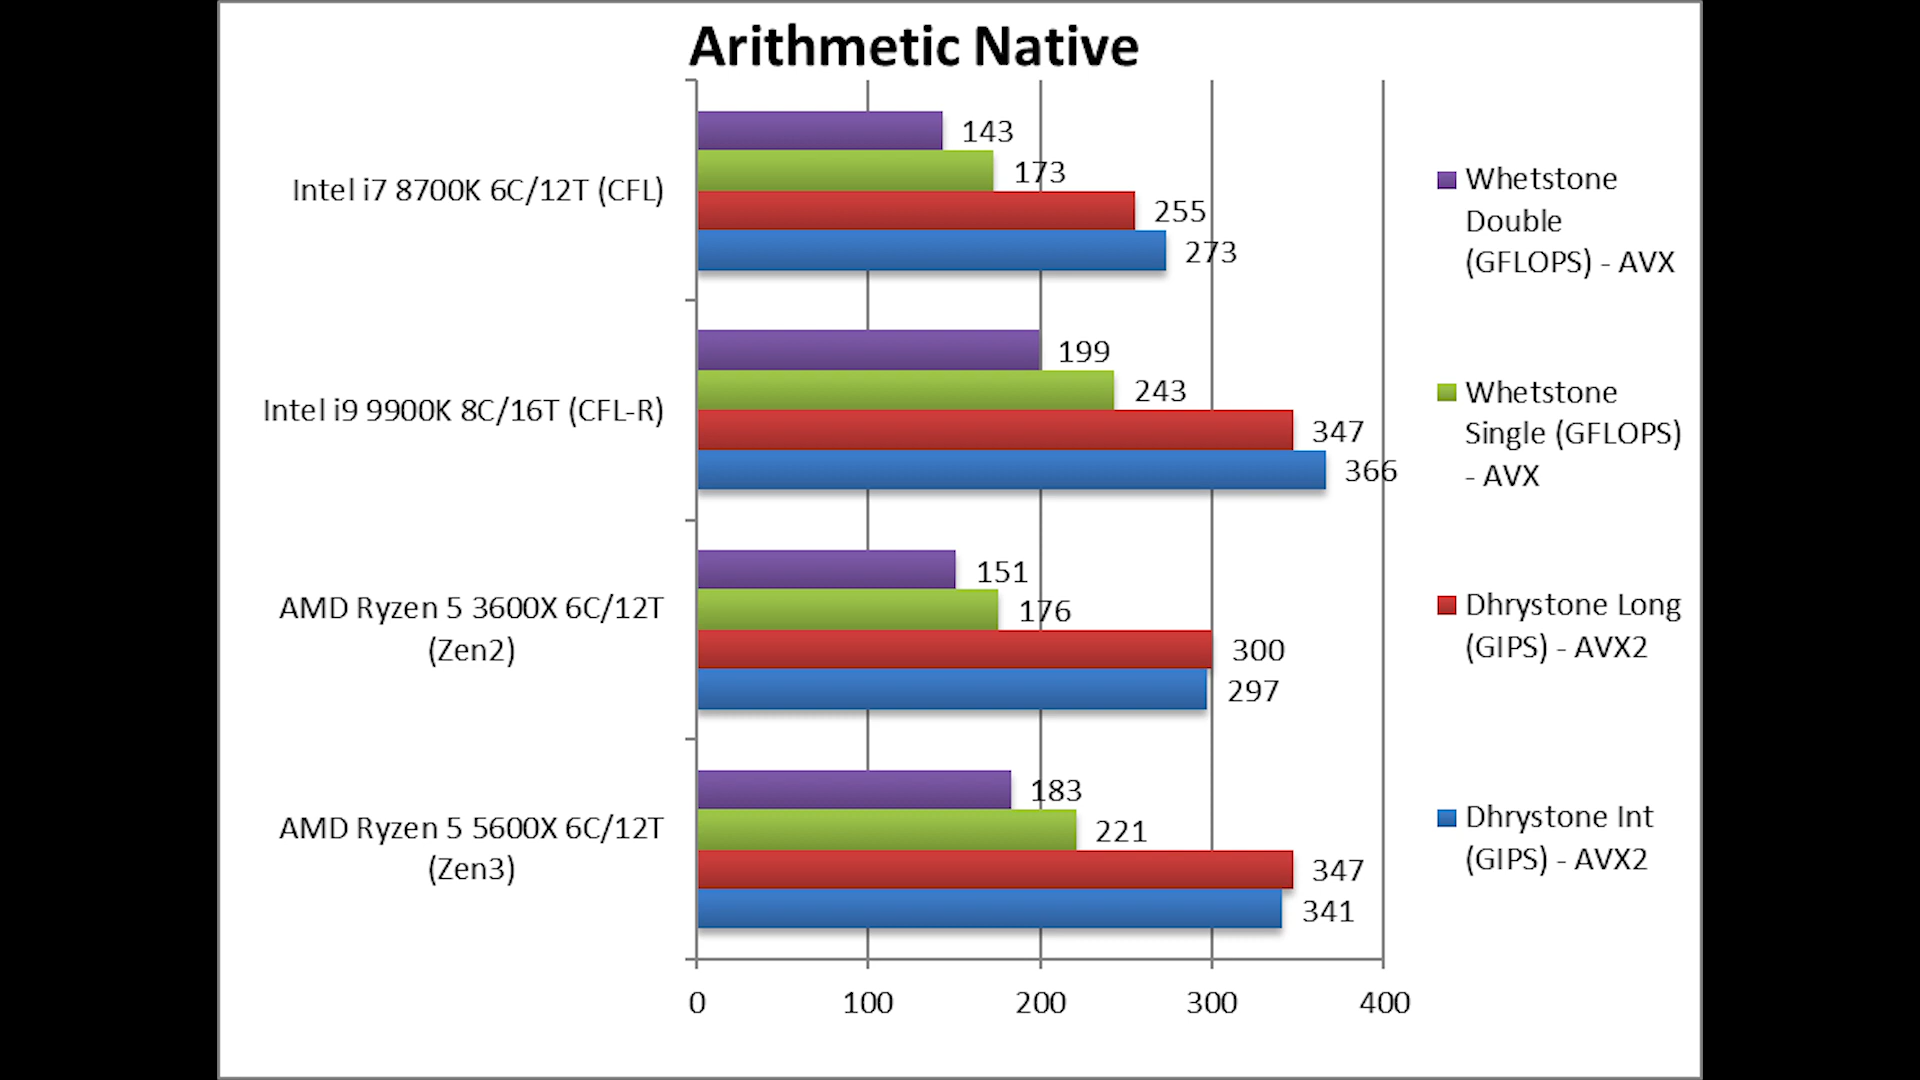 Arithmetic Native
Intel i7 8700K 6C/12T (CFL)
143
173
255
273
Intel i9 9900K 8C/16T (CFL-R)
199
243
347
366
AMD Ryzen 5 3600X 6C/12T
(Zen2)
151
176
300
297
AMD Ryzen 5 5600X 6C/12T
(Zen3)
183
221
347
341
0 100 200 300 400
Whetstone
Double
(GFLOPS) - AVX
Whetstone
Single (GFLOPS)
- AVX
Dhrystone Long
(GIPS) - AVX2
Dhrystone Int
(GIPS) - AVX2